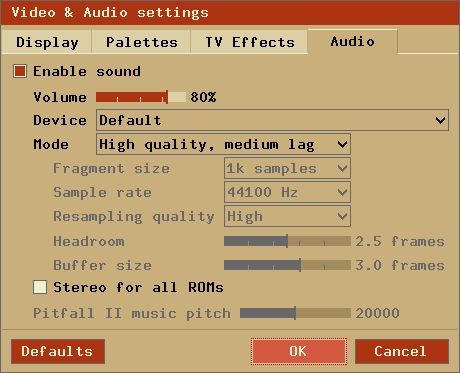 Video & Audio settings
Display Palettes TV Effects Audio
Enable sound
Volume 80%
Device Default
Mode High quality, medium lag
Fragment size 1k samples
Sample rate 44100 Hz
Resampling quality High
Headroom 2.5 frames
Buffer size 3.0 frames
Stereo for all ROMs
Pitfall II music pitch 20000
Defaults OK Cancel